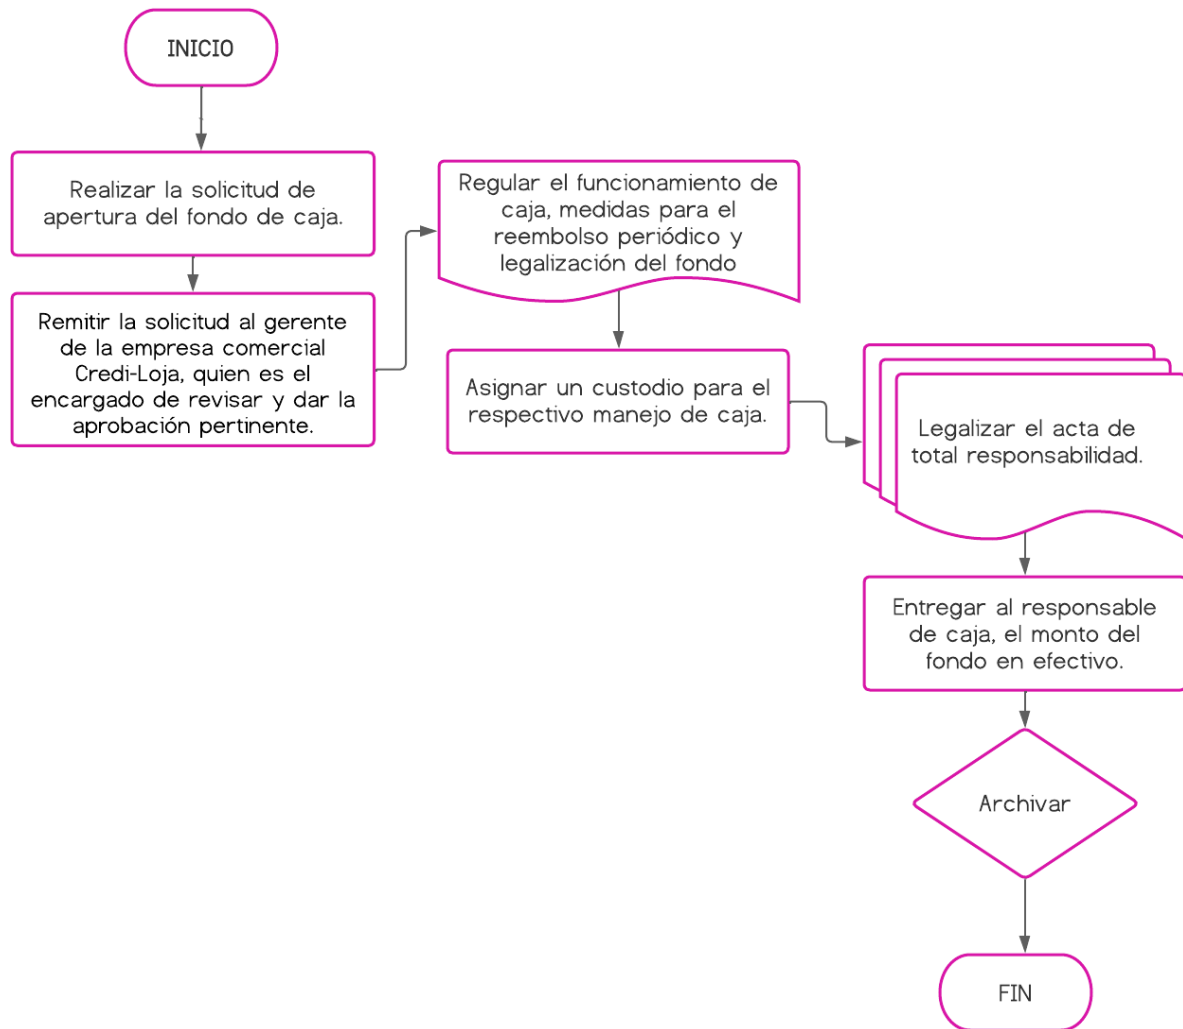 INICIO
Realizar la solicitud de
apertura del fondo de caja.
Remitir la solicitud al gerente
de la empresa comercial
Credi-Loja, quien es el
encargado de revisar y dar la
aprobación pertinente.
Regular el funcionamiento de
caja, medidas para el
reembolso periódico y
legalización del fondo
Asignar un custodio para el
respectivo manejo de caja.
Legalizar el acta de
total responsabilidad.
Entregar al responsable
de caja, el monto del
fondo en efectivo.
Archivar
FIN